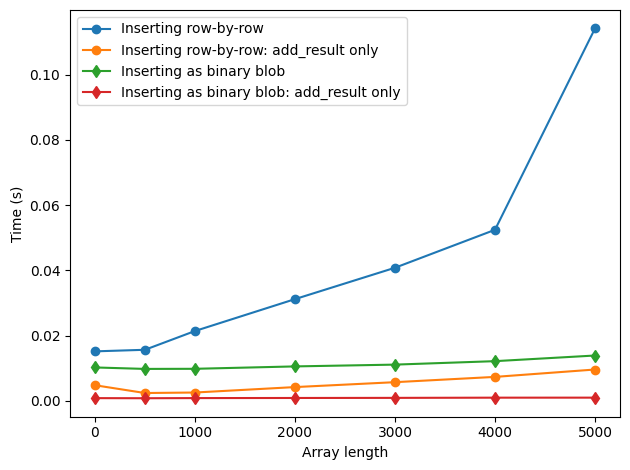 Inserting row-by-row
Inserting row-by-row: add_result only
Inserting as binary blob
Inserting as binary blob: add_result only
0.10
0.08
0.06
0.04
0.02
0.00
Time (s)
0 1000 2000 3000 4000 5000
Array length